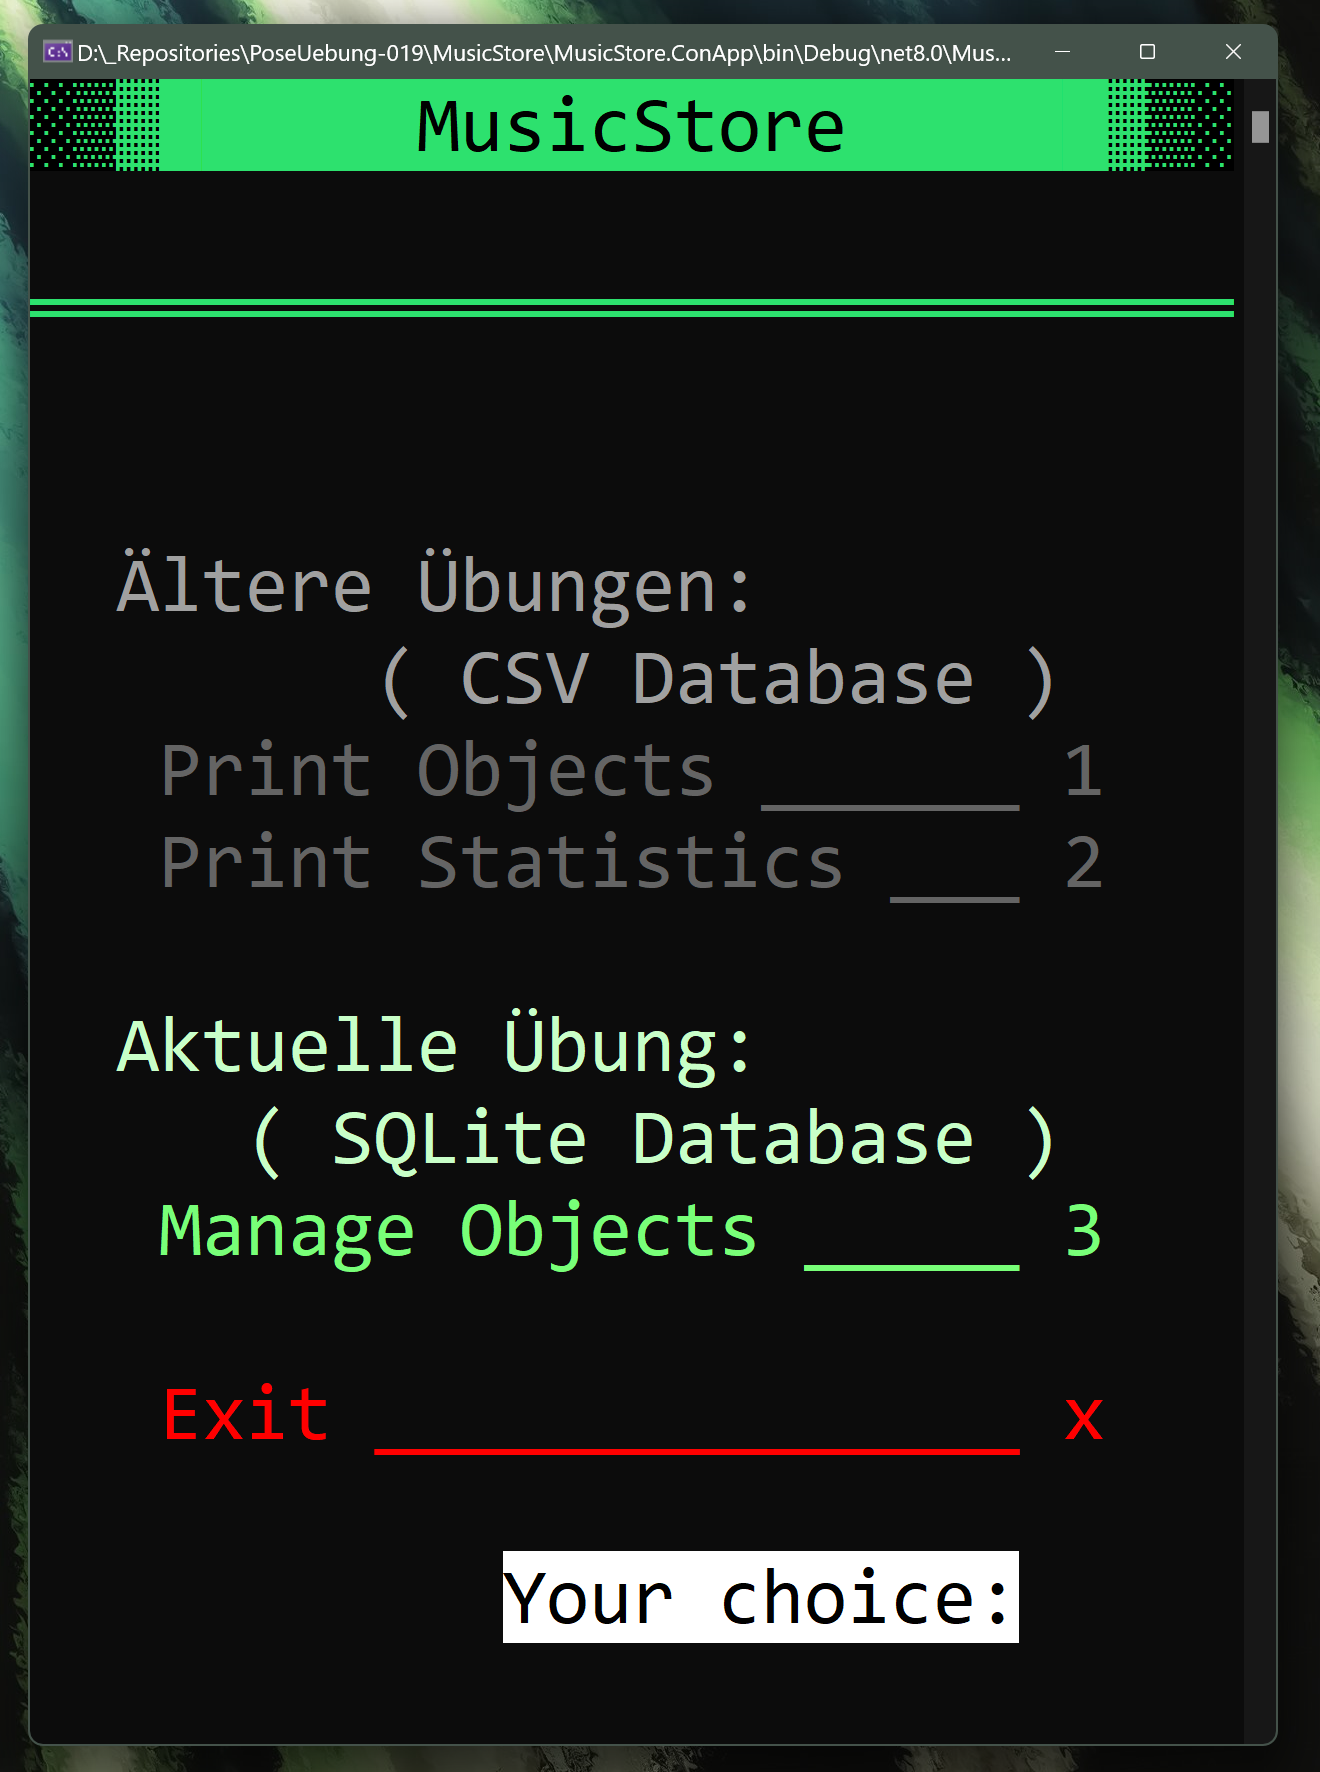 D:\_Repositories\PoseUebung-019\MusicStore\MusicStore.ConApp\bin\Debug\net8.0\Mus...
MusicStore
Ältere Übungen:
( CSV Database )
Print Objects ______ 1
Print Statistics ___ 2
Aktuelle Übung:
( SQLite Database )
Manage Objects _____ 3
Exit _______________ x
Your choice: